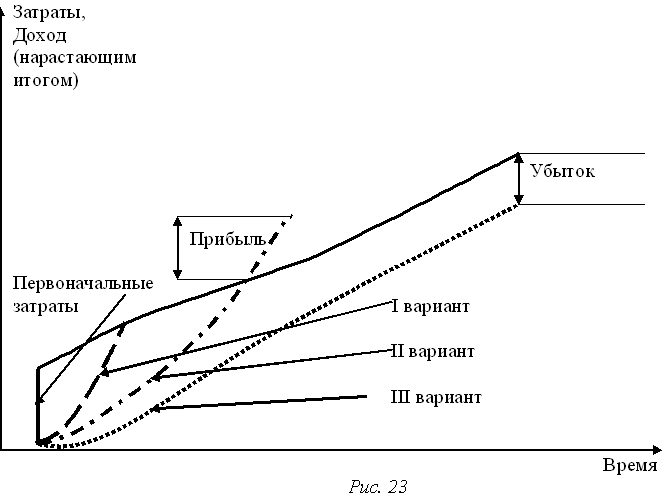 Затраты,
Доход
(нарастающим
итогом)
Убыток
Прибыль
Первоначальные
затраты
I вариант
II вариант
III вариант
Время
Рис. 23